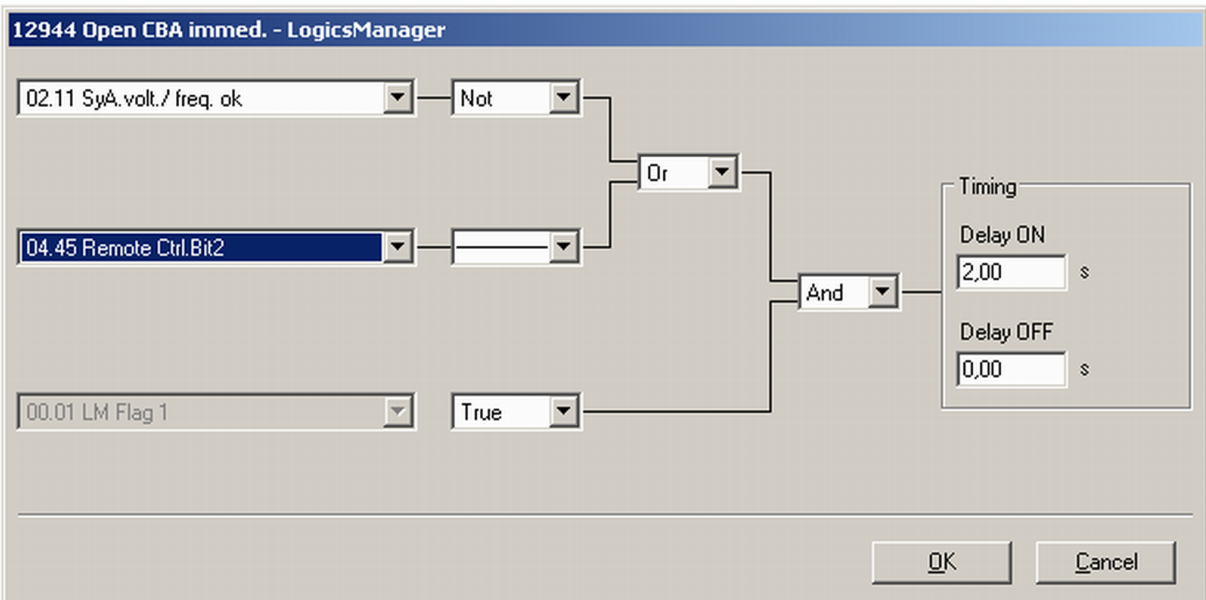 12944 Open CBA immed. - LogicsManager
02.11 SyA.volt./ freq. ok
Not
Or
Timing
04.45 Remote Ctrl.Bit2
Delay ON
2,00 s
And
Delay OFF
0,00 s
00.01 LM Flag 1
True
OK
Cancel